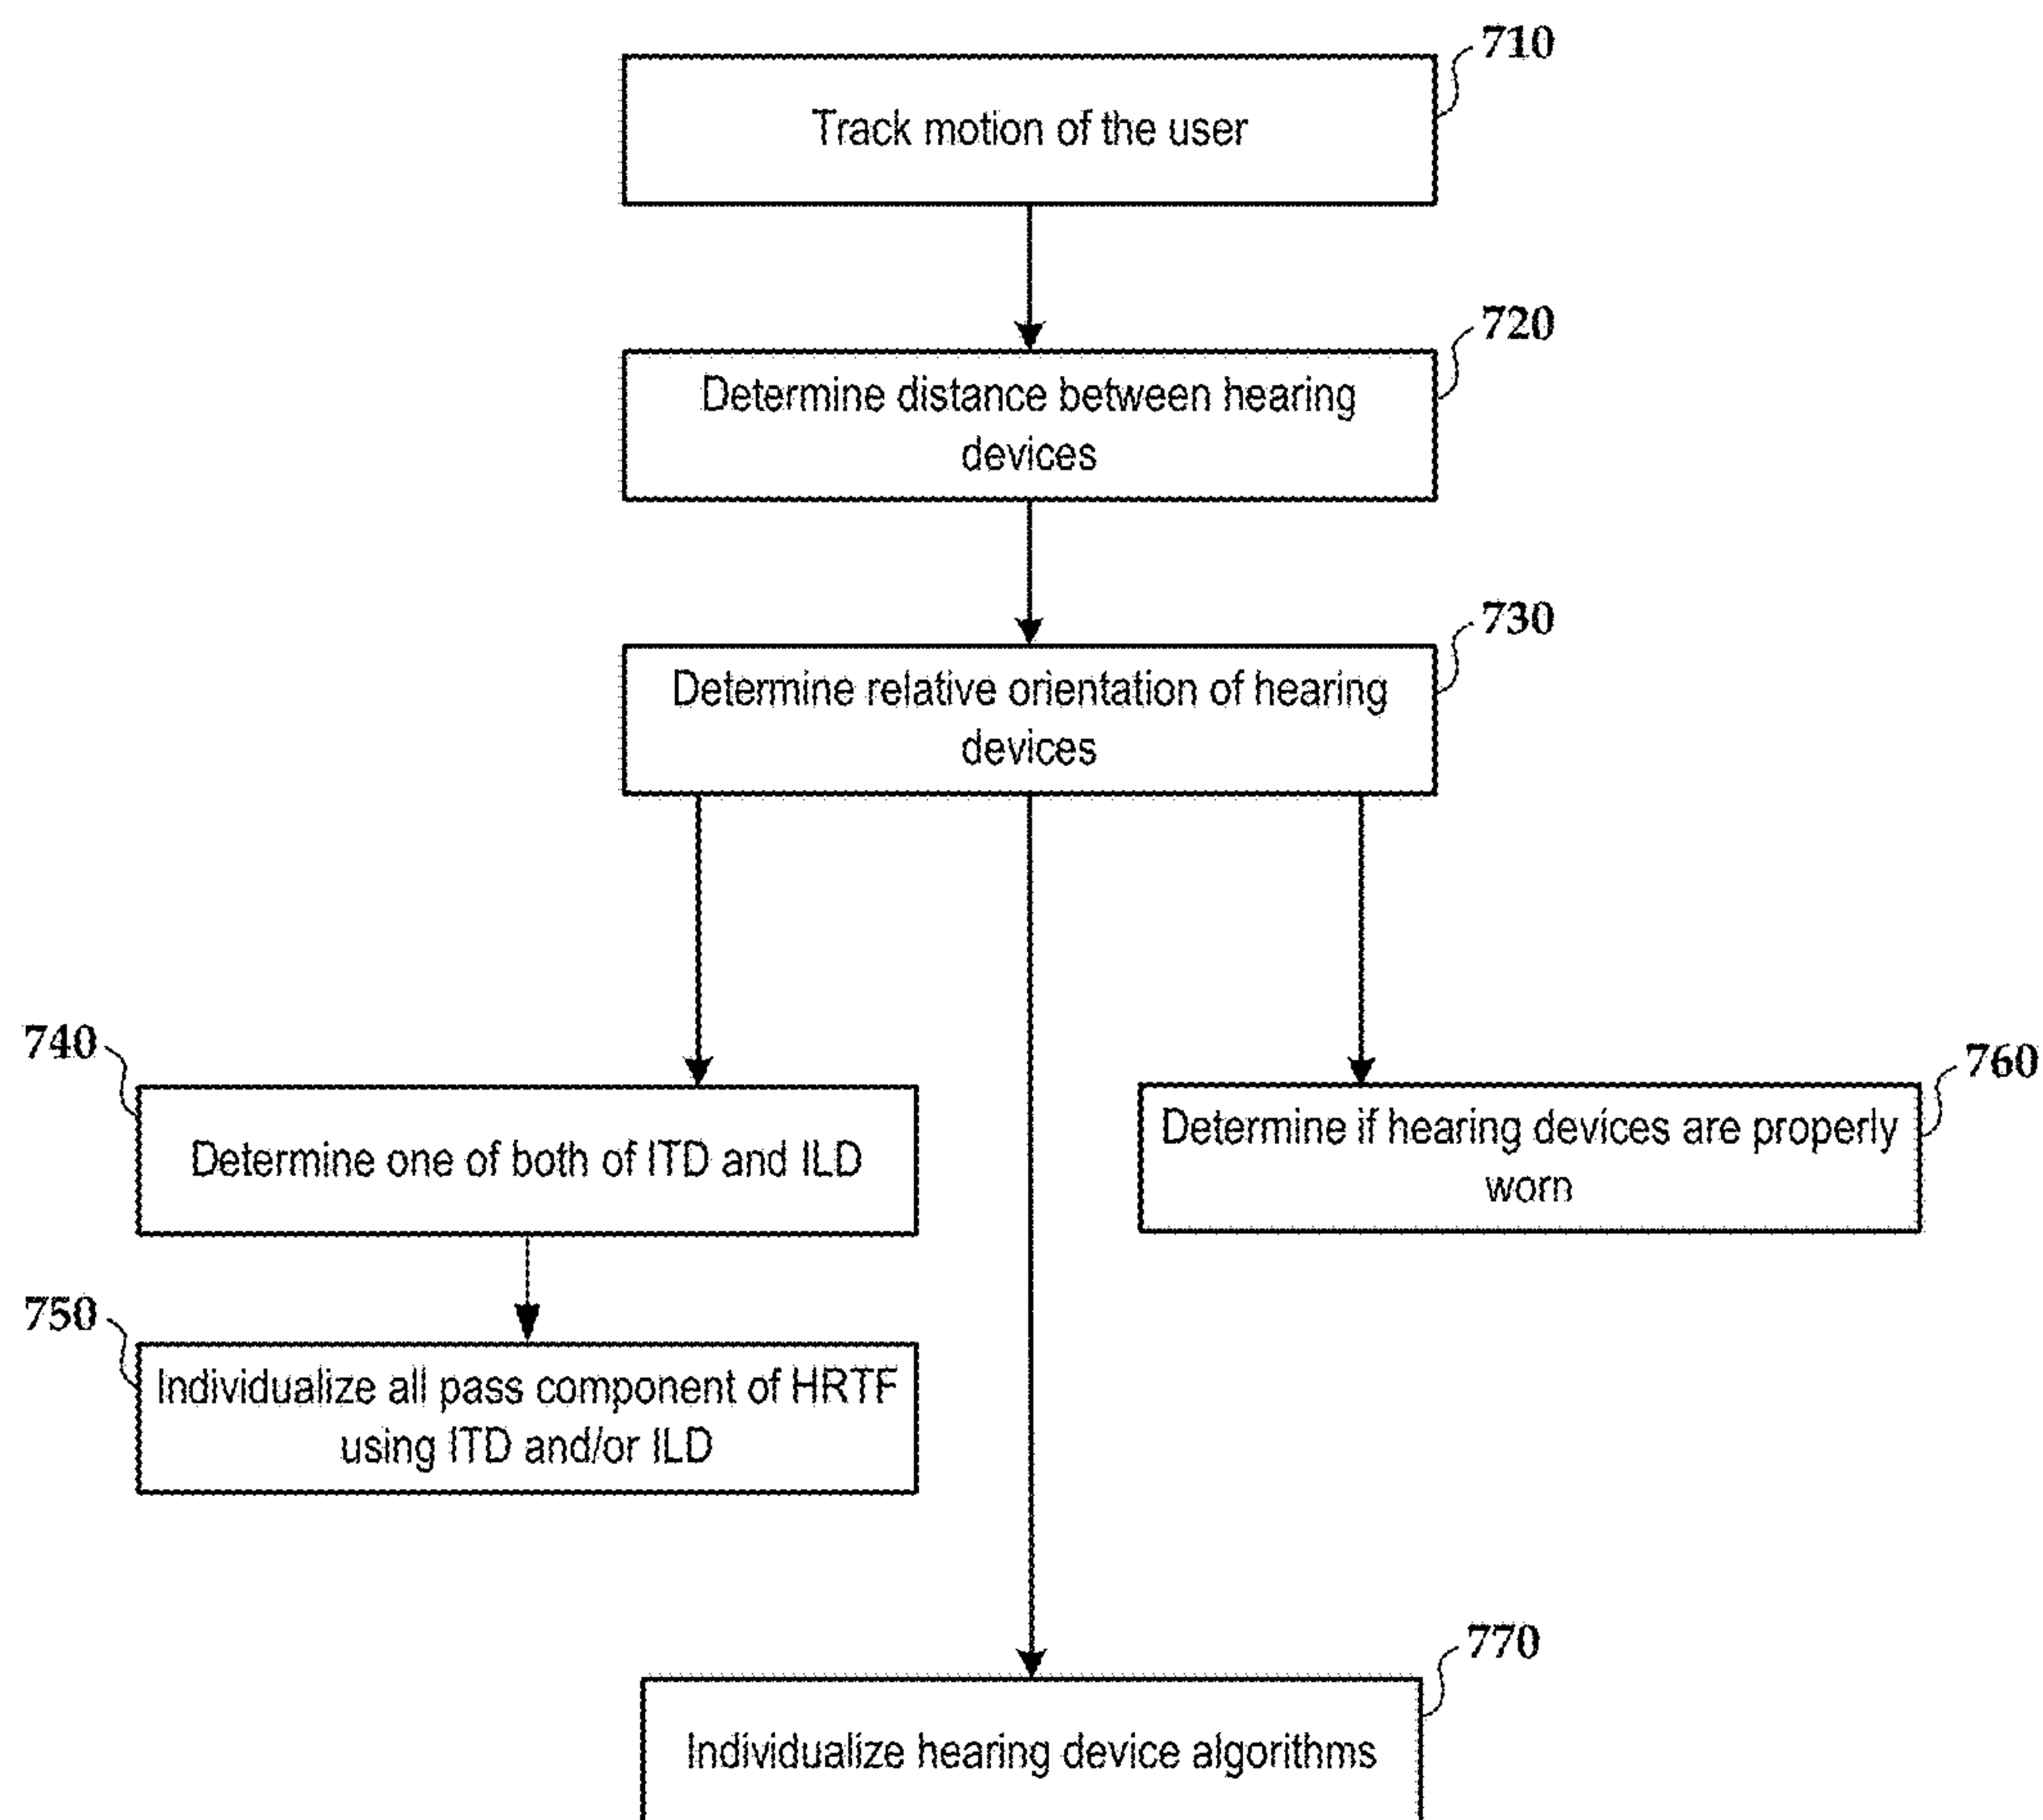 710
Track motion of the user
720
Determine distance between hearing
devices
730
Determine relative orientation of hearing
devices
740
Determine one of both of ITD and ILD
760
Determine if hearing devices are properly
worn
750
Individualize all pass component of HRTF
using ITD and/or ILD
770
Individualize hearing device algorithms